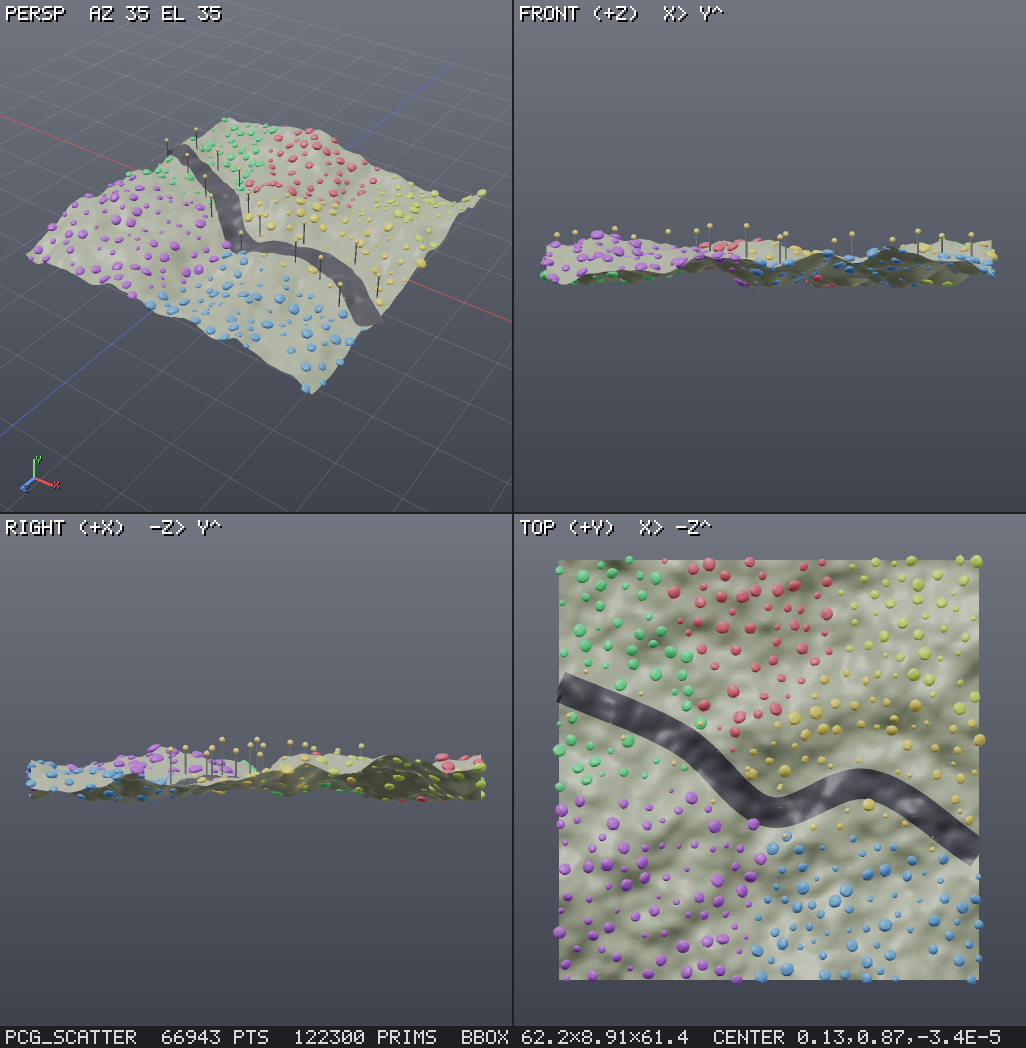 PERSP AZ 35 EL 35
FRONT (+Z) X> Y^
Y
X
Z
RIGHT (+X) -Z> Y^
TOP (+Y) X> -Z^
PCG_SCATTER 66943 PTS 122300 PRIMS BBOX 62.2×8.91×61.4 CENTER 0.13,0.87,-3.4E-5